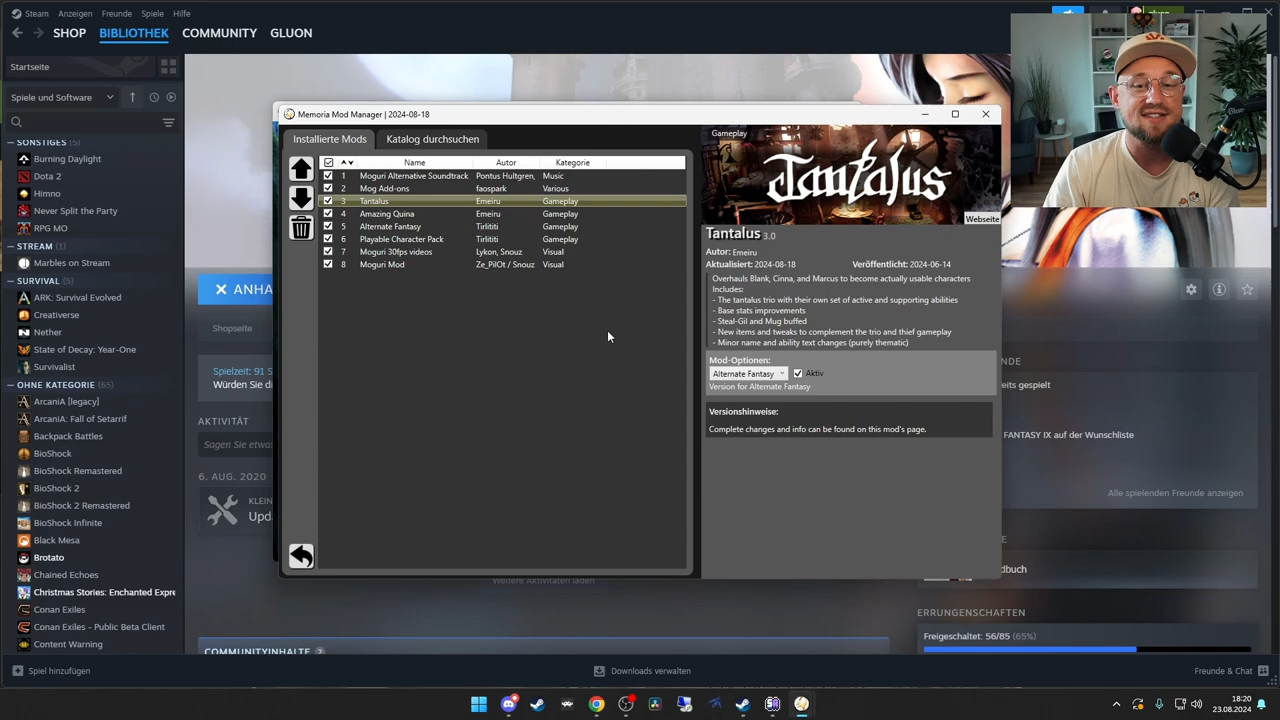 Steam Anzeigen Freunde Spiele Hilfe
SHOP BIBLIOTHEK COMMUNITY GLUON
Startseite
Spiele und Software
SONSTIGES (5)
Burning Daylight
Dota 2
Himno
Never Split the Party
RPG MO
STREAM (1)
Marbles on Stream
SURVIVAL (5)
ARK: Survival Evolved
Creativerse
Nether
State of Decay: Year-One
Survivalist
OHNE KATEGORIE (65)
ArcaniA [legacy]
ArcaniA: Fall of Setarrif
Backpack Battles
BioShock
BioShock Remastered
BioShock 2
BioShock 2 Remastered
BioShock Infinite
Black Mesa
Brotato
Chained Echoes
Christmas Stories: Enchanted Expre
Conan Exiles
Conan Exiles - Public Beta Client
Content Warning
Spiel hinzufügen
ANHA
Shopseite
Spielzeit: 91 S
Würden Sie di
AKTIVITÄT
Sagen Sie etwa
6. AUG. 2020
KLEIN
Upd
Weitere Aktivitäten laden
COMMUNITYINHALTE
Memoria Mod Manager | 2024-08-18
Installierte Mods Katalog durchsuchen
Name Autor Kategorie
1 Moguri Alternative Soundtrack Pontus Hultgren, Music
2 Mog Add-ons faospark Various
3 Tantalus Emeiru Gameplay
4 Amazing Quina Emeiru Gameplay
5 Alternate Fantasy Tirlititi Gameplay
6 Playable Character Pack Tirlititi Gameplay
7 Moguri 30fps videos Lykon, Snouz Visual
8 Moguri Mod Ze_PilOt / Snouz Visual
Gameplay
Tantalus
Webseite
Tantalus 3.0
Autor: Emeiru
Aktualisiert: 2024-08-18 Veröffentlicht: 2024-06-14
Overhauls Blank, Cinna, and Marcus to become actually usable characters
Includes:
- The tantalus trio with their own set of active and supporting abilities
- Base stats improvements
- Steal-Gil and Mug buffed
- New items and tweaks to complement the trio and thief gameplay
- Minor name and ability text changes (purely thematic)
Mod-Optionen:
Alternate Fantasy Aktiv
Version for Alternate Fantasy
Versionshinweise:
Complete changes and info can be found on this mod's page.
NDE
eits gespielt
FANTASY IX auf der Wunschliste
Alle spielenden Freunde anzeigen
E
ndbuch
ERRUNGENSCHAFTEN
Freigeschaltet: 56/85 (65%)
Downloads verwalten
Freunde & Chat
18:20
23.08.2024